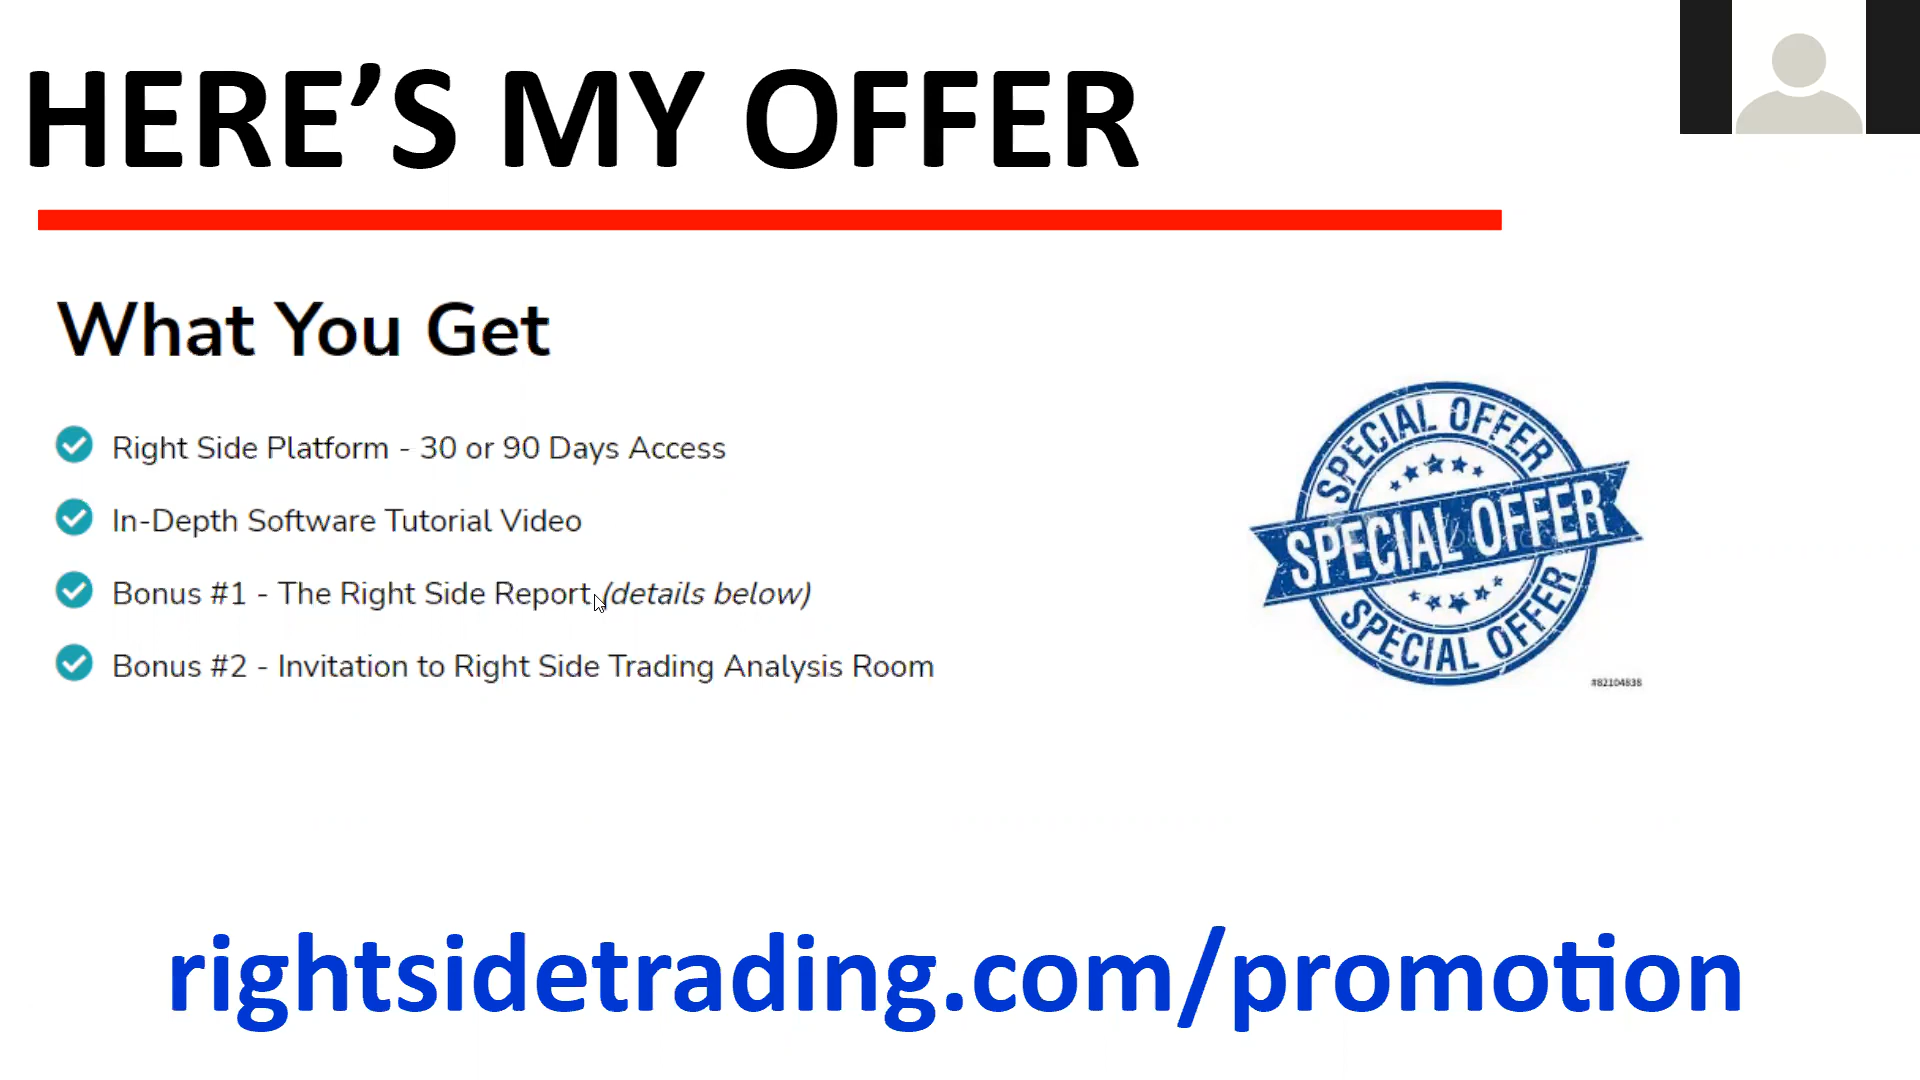 HERE’S MY OFFER
What You Get
Right Side Platform - 30 or 90 Days Access
In-Depth Software Tutorial Video
Bonus #1 - The Right Side Report (details below)
Bonus #2 - Invitation to Right Side Trading Analysis Room
SPECIAL OFFER
SPECIAL OFFER
SPECIAL OFFER
#82104838
rightsidetrading.com/promotion